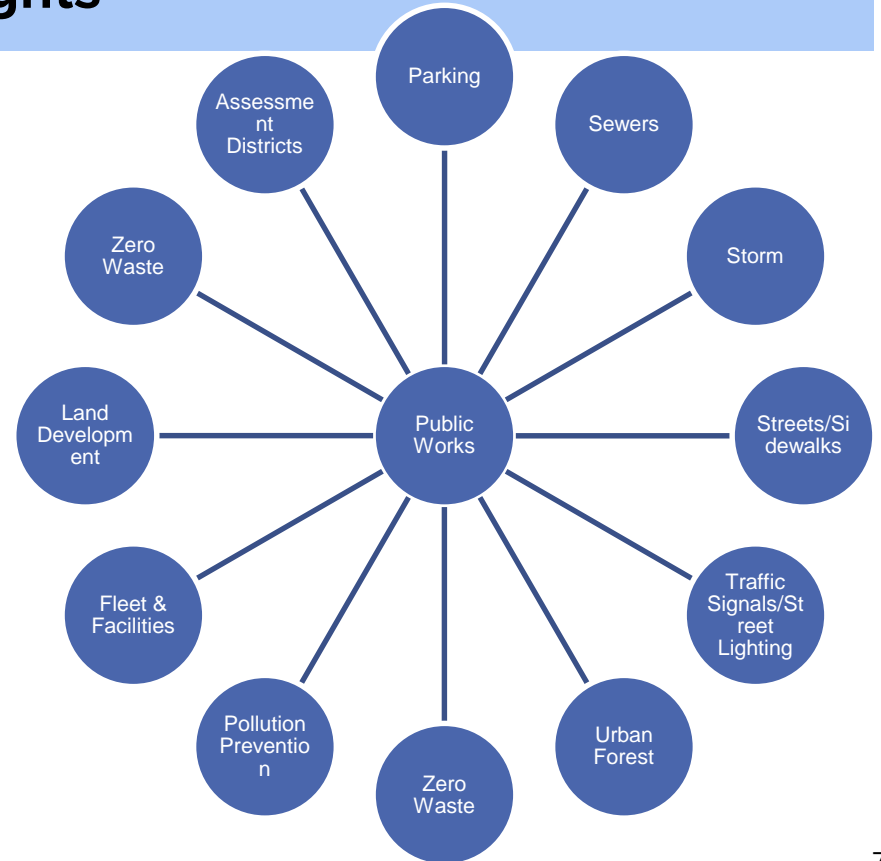 ghts
Parking
Assessme
nt
Districts
Sewers
Zero
Waste
Storm
Land
Developm
ent
Public
Works
Streets/Si
dewalks
Fleet &
Facilities
Traffic
Signals/St
reet
Lighting
Pollution
Preventio
n
Urban
Forest
Zero
Waste